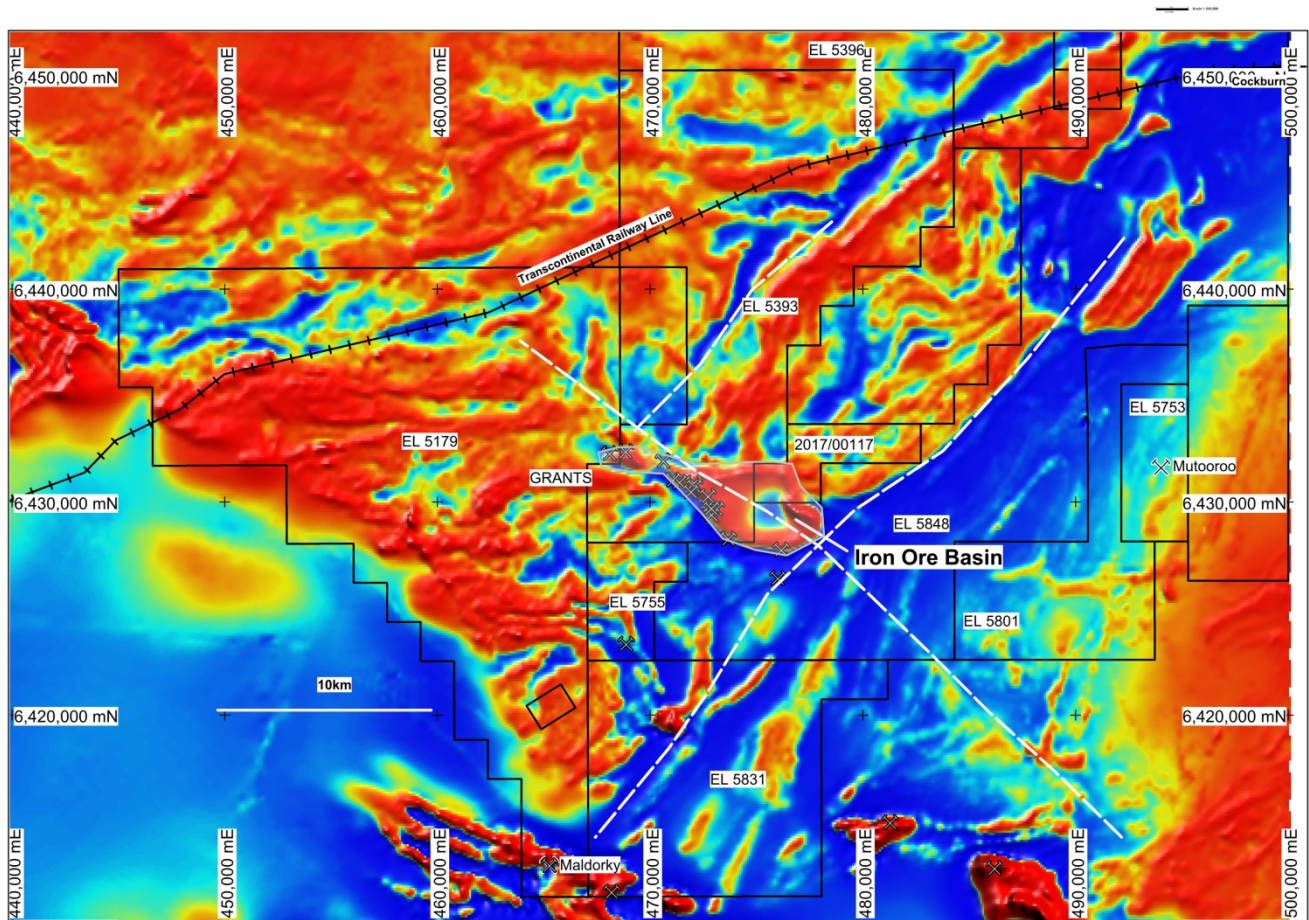 EL 5396
440,000 mE
450,000 mE
460,000 mE
470,000 mE
480,000 mE
490,000 mE
500,000 mE
6,450,000 mN
Cockburn
Transcontinental Railway Line
6,440,000 mN
6,440,000 mN
EL 5393
EL 5753
EL 5179
2017/00117
Mutooroo
GRANTS
6,430,000 mN
6,430,000 mN
EL 5848
Iron Ore Basin
EL 5755
EL 5801
10km
6,420,000 mN
6,420,000 mN
EL 5831
Maldorky
440,000 mE
450,000 mE
460,000 mE
470,000 mE
480,000 mE
490,000 mE
500,000 mE